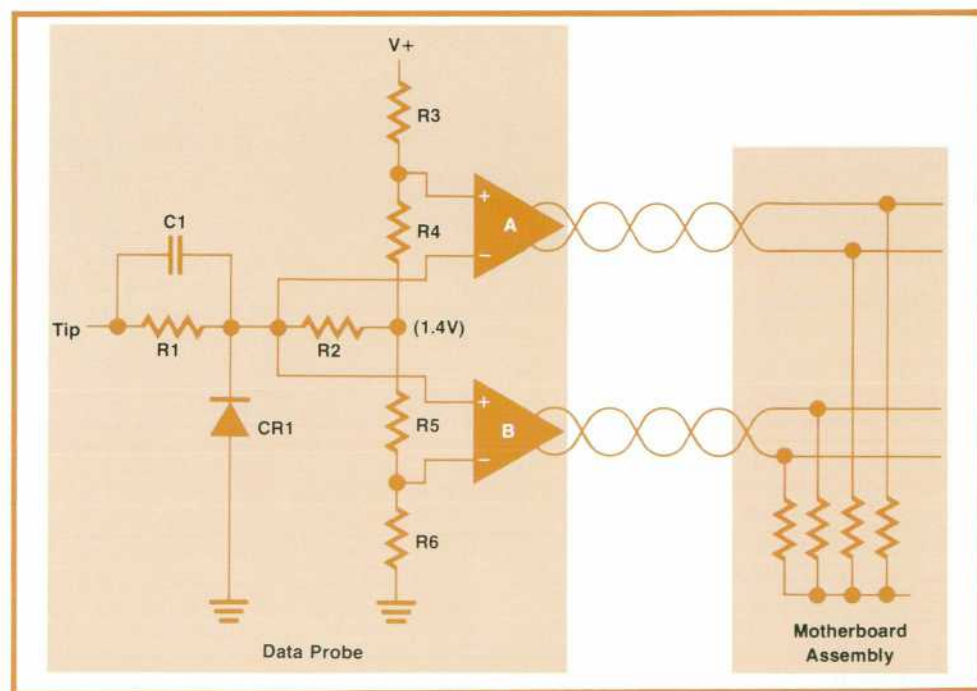 V+
R3
+
A
R4
−
C1
Tip
R1
R2
(1.4V)
CR1
+
B
R5
−
R6
Data Probe
Motherboard
Assembly